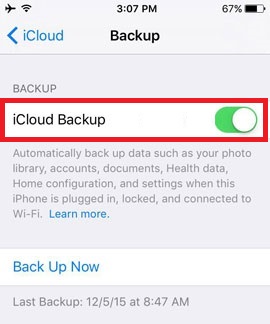 3:07 PM 67%
iCloud Backup
BACKUP
iCloud Backup
Automatically back up data such as your photo
library, accounts, documents, Health data,
Home configuration, and settings when this
iPhone is plugged in, locked, and connected to
Wi-Fi. Learn more.
Back Up Now
Last Backup: 12/5/15 at 8:47 AM